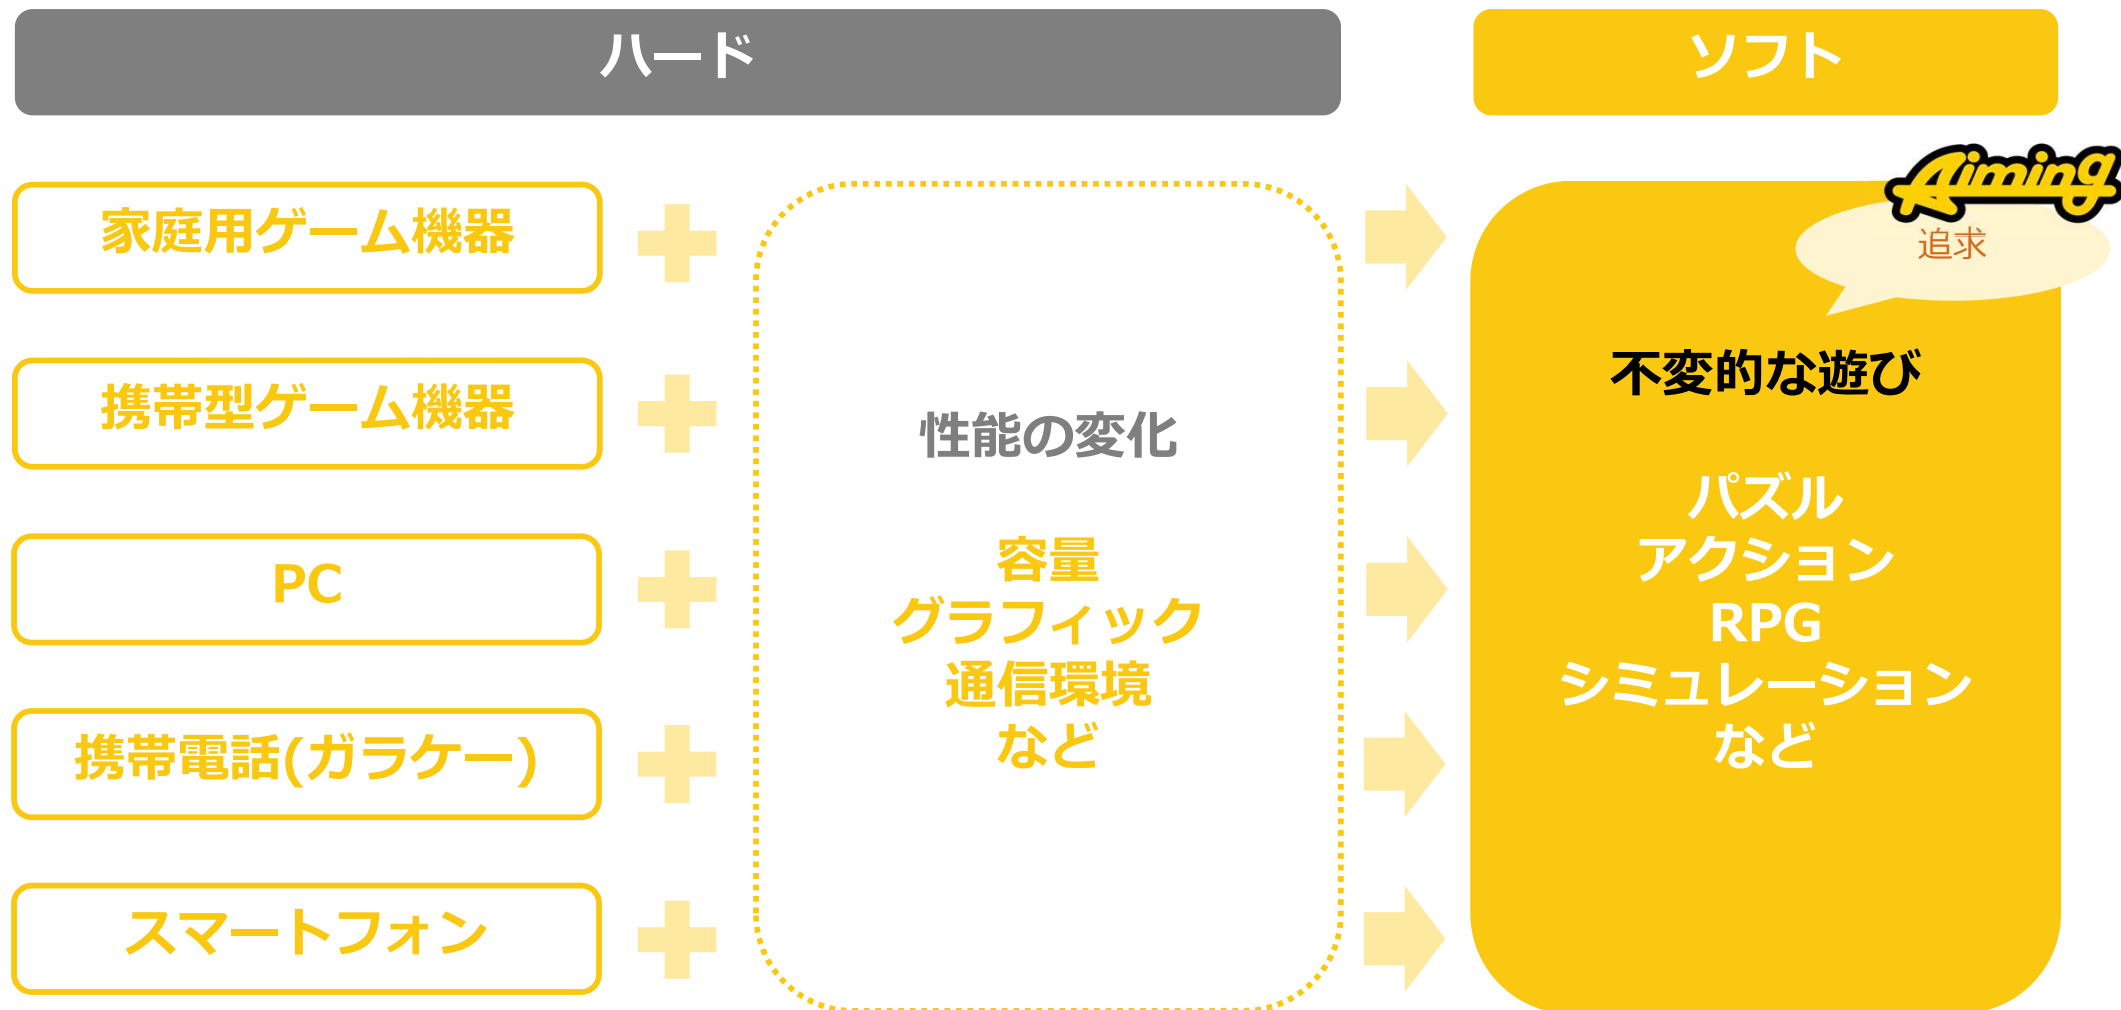 ハード
ソフト
家庭用ゲーム機器
携帯型ゲーム機器
PC
携帯電話(ガラケー)
スマートフォン
性能の変化
容量
グラフィック
通信環境
など
Aiming
追求
不変的な遊び
パズル
アクション
RPG
シミュレーション
など